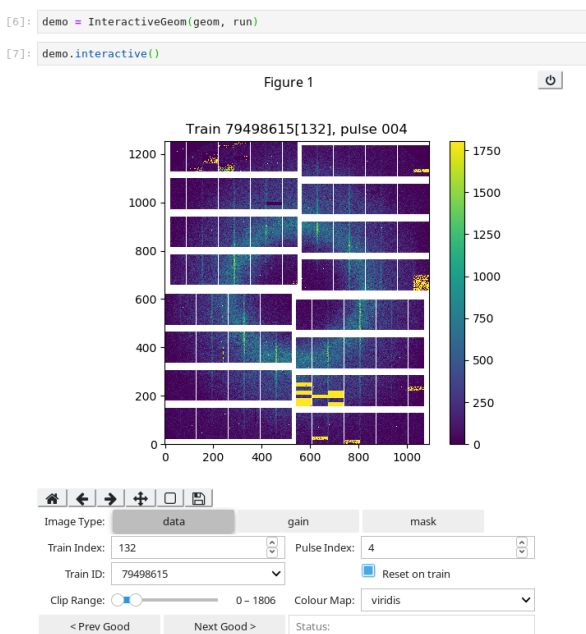 [6]: demo = InteractiveGeom(geom, run)
[7]: demo.interactive()
Figure 1
Train 79498615[132], pulse 004
1200
1000
800
600
400
200
0
0 200 400 600 800 1000
1750
1500
1250
1000
750
500
250
0
Image Type: data gain mask
Train Index: 132 Pulse Index: 4
Train ID: 79498615 Reset on train
Clip Range: 0 – 1806 Colour Map: viridis
< Prev Good Next Good > Status: